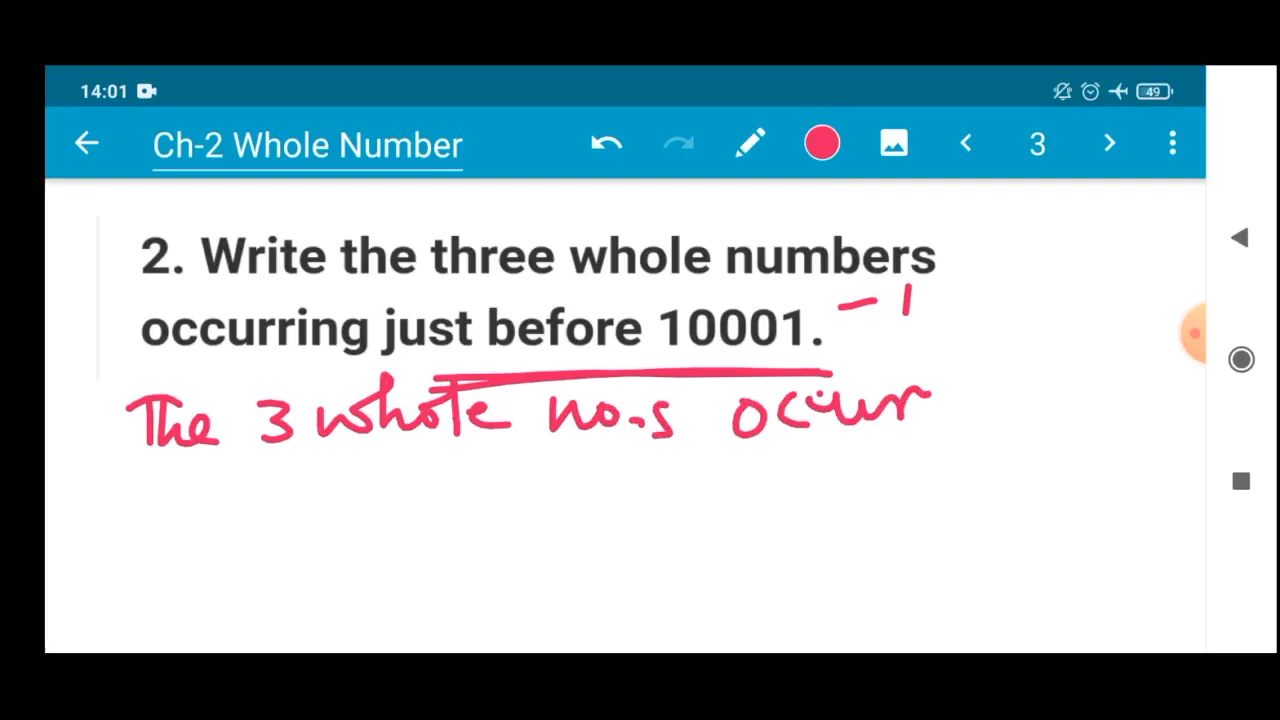 14:01 49
Ch-2 Whole Number 3
2. Write the three whole numbers
occurring just before 10001. - 1
The 3 whole no.s occur